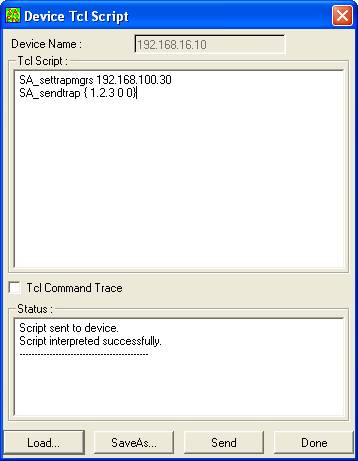 Device Tcl Script
Device Name : 192.168.16.10
Tcl Script :
SA_settrapmgrs 192.168.100.30
SA_sendtrap { 1.2.3 0 0}
Tcl Command Trace
Status :
Script sent to device.
Script interpreted successfully.
-------------------------------------------
Load... SaveAs... Send Done